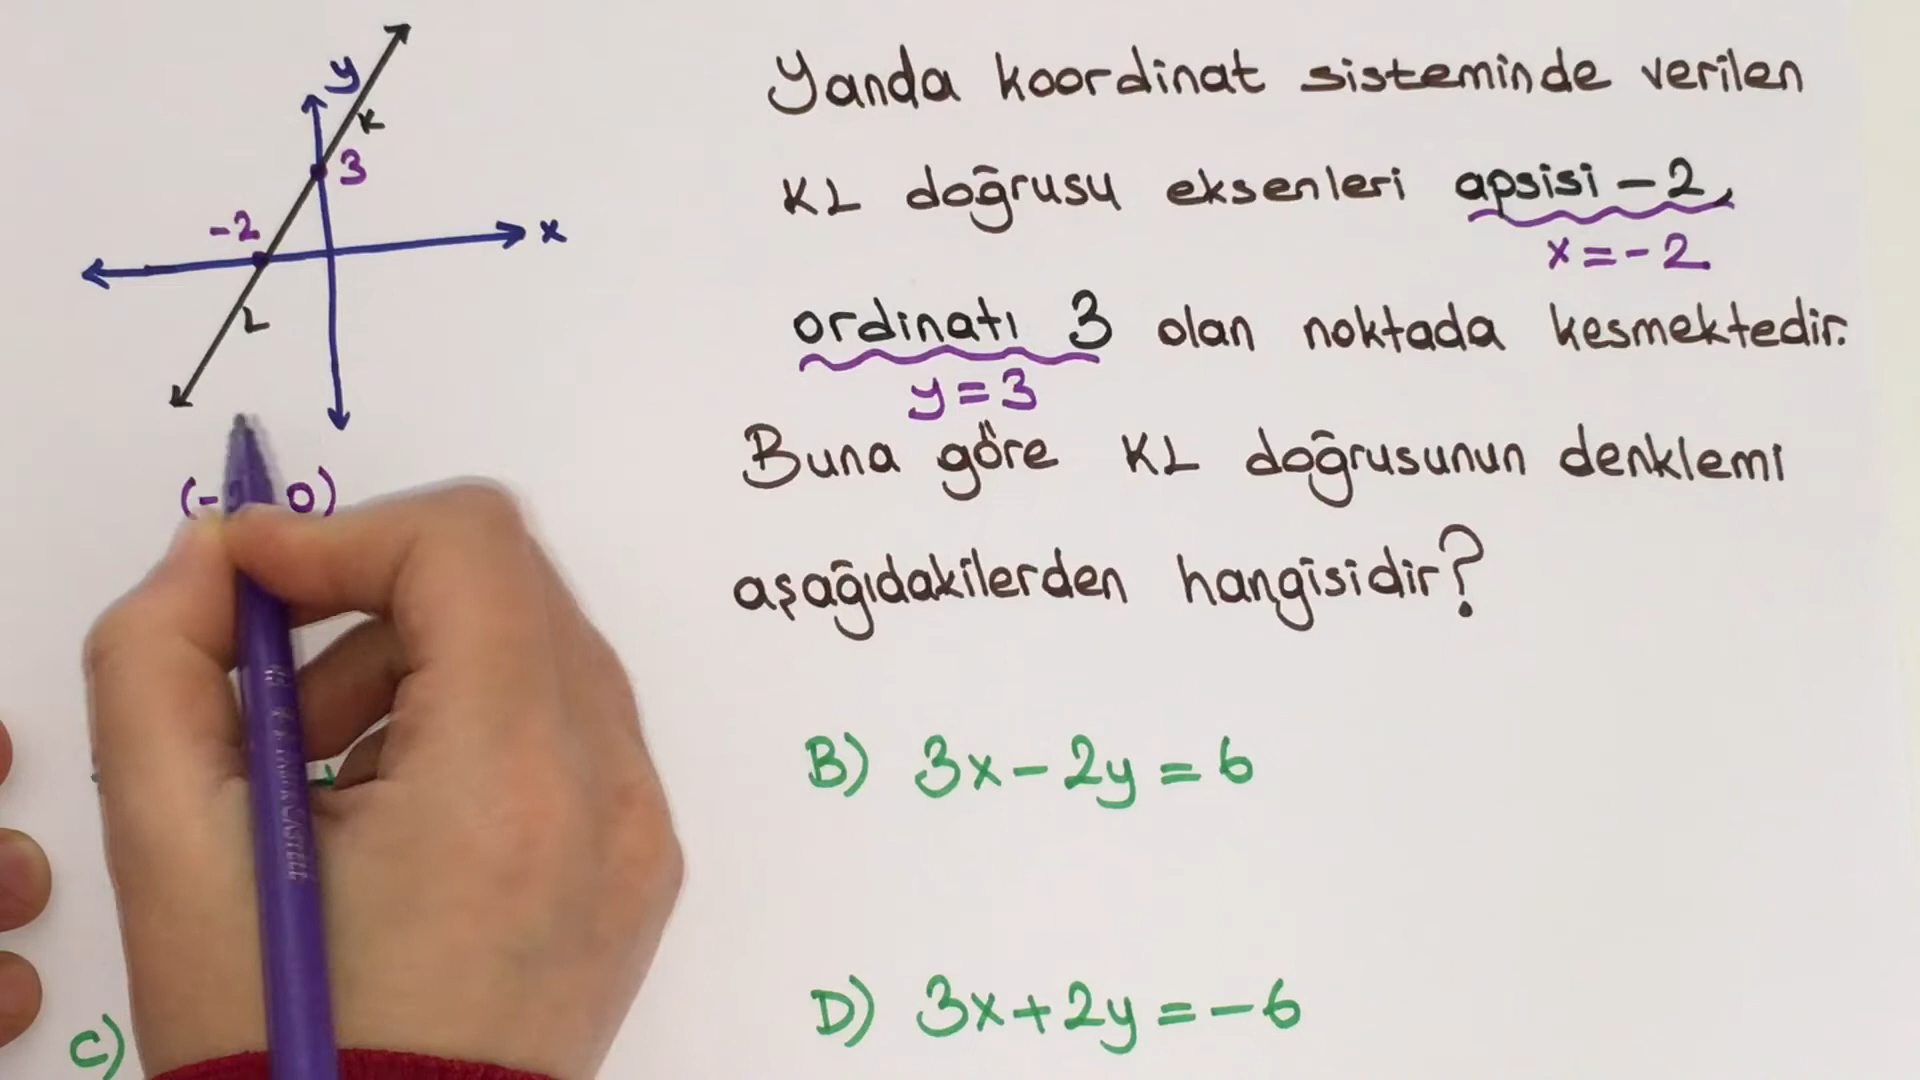 y
K
3
-2
x
L
Yanda koordinat sisteminde verilen
KL doğrusu eksenleri apsisi -2,
x = -2
ordinatı 3 olan noktada kesmektedir.
y = 3
Buna göre KL doğrusunun denklemi
aşağıdakilerden hangisidir?
(- 0)
B) 3x - 2y = 6
C)
D) 3x + 2y = -6